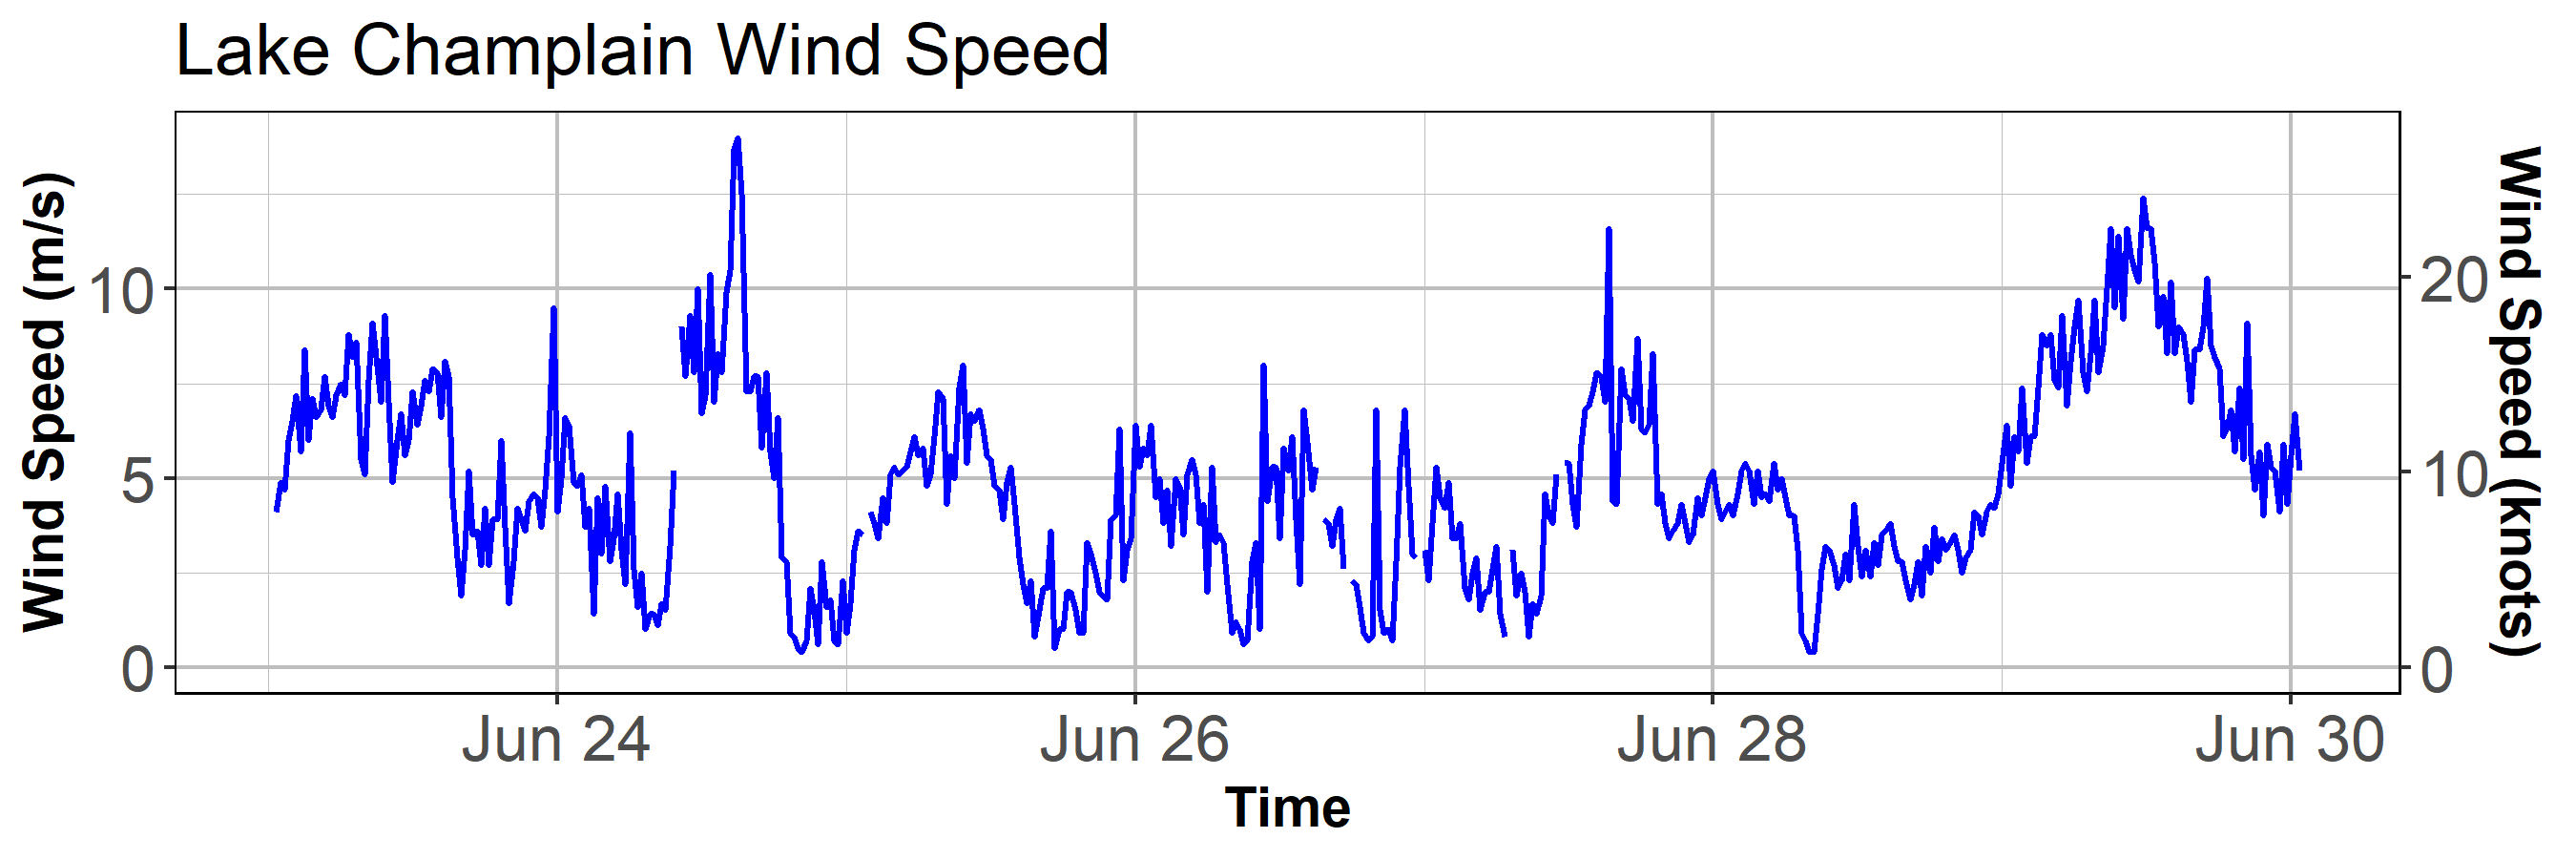 Lake Champlain Wind Speed
Wind Speed (m/s)
10
5
0
20
10
0
Wind Speed (knots)
Jun 24
Jun 26
Jun 28
Jun 30
Time